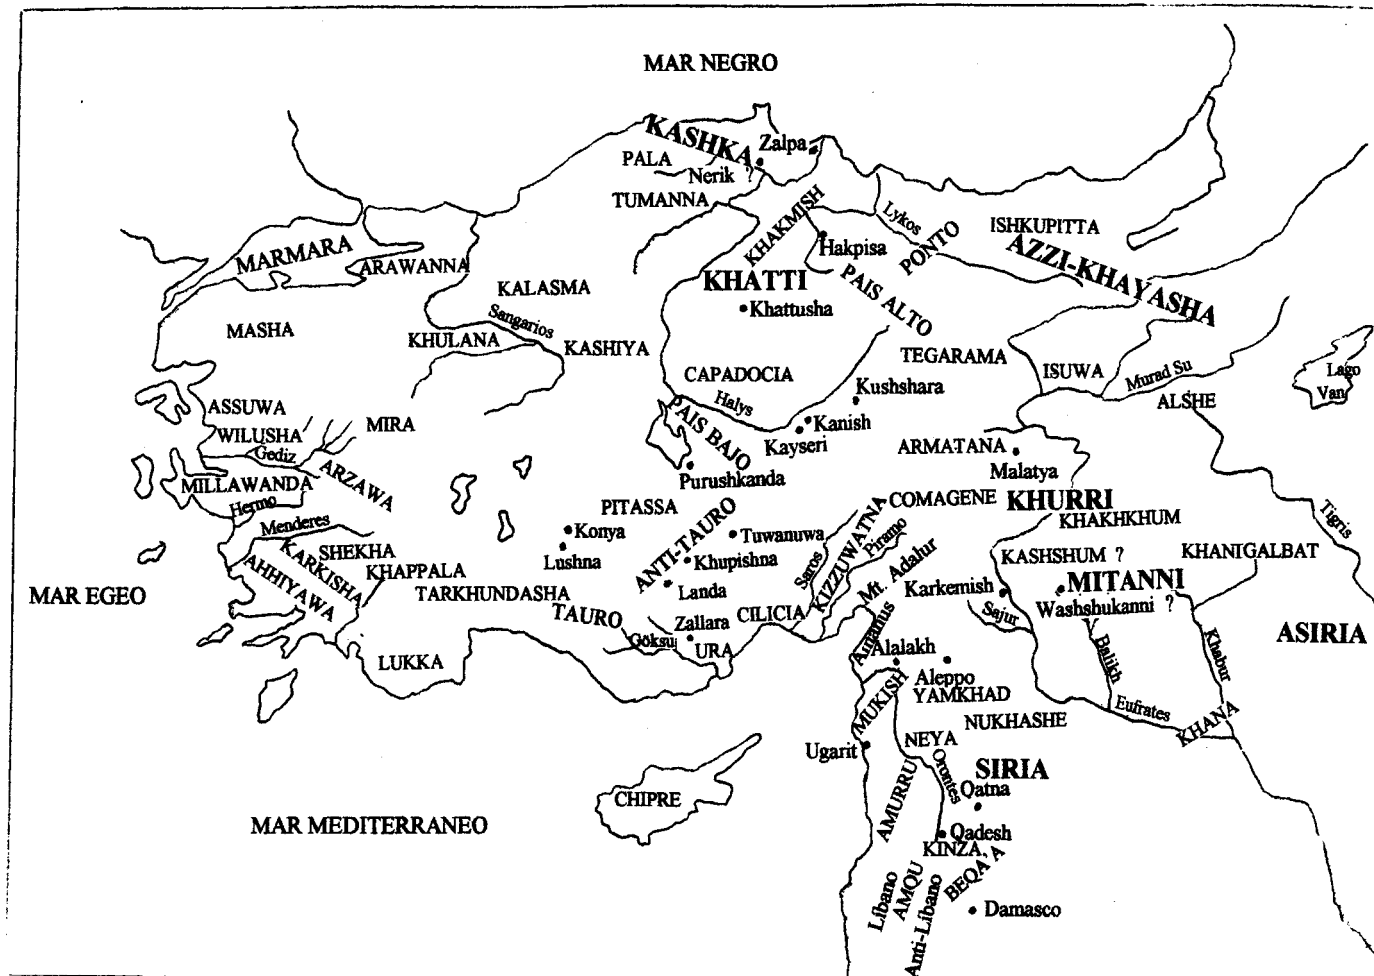 MAR NEGRO
KASHKA
Zalpa
PALA
Nerik ?
TUMANNA
KHAKMISH
Lykos
ISHKUPITTA
Hakpisa
PONTO
AZZI-KHAYASHA
MARMARA
ARAWANNA
KALASMA
KHATTI
PAIS ALTO
Khattusha
Sangarios
MASHA
KHULANA
KASHIYA
TEGARAMA
ISUWA
Murad Su
Lago
Van
CAPADOCIA
Kushshara
ALSHE
Halys
PAIS BAJO
Kanish
Kayseri
ASSUWA
WILUSHA
MIRA
Gediz
ARZAWA
ARMATANA
Malatya
Purushkanda
MILLAWANDA
Hermo
Menderes
PITASSA
COMAGENE
KHURRI
KHAKHKHUM
Tigris
Konya
Lushna
ANTI-TAURO
Tuwanuwa
Khupishna
Landa
Saros
KIZZUWATNA
Piramo
Mt. Adalur
KASHSHUM ?
KHANIGALBAT
SHEKHA
KARKISHA
KHAPPALA
AHHIYAWA
MAR EGEO
TARKHUNDASHA
Karkemish
MITANNI
Washshukanni ?
TAURO
Zallara
CILICIA
Sajur
ASIRIA
Göksu
URA
Amanus
Alalakh
Balikh
Khabur
LUKKA
Aleppo
YAMKHAD
MUKISH
Eufrates
KHANA
NUKHASHE
NEYA
Ugarit
Orontes
SIRIA
CHIPRE
Qatna
AMURRU
MAR MEDITERRANEO
Qadesh
KINZA,
BEQA'A
Líbano
AMQU
Anti-Líbano
Damasco